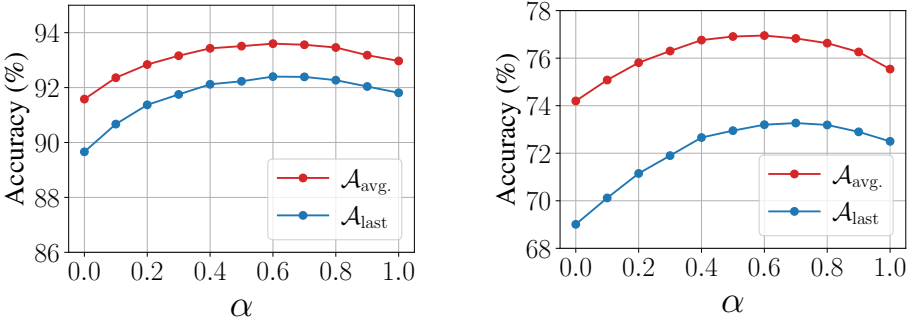 Accuracy (%)
94
92
90
88
86
𝒜avg.
𝒜last
0.0 0.2 0.4 0.6 0.8 1.0
α
Accuracy (%)
78
76
74
72
70
68
𝒜avg.
𝒜last
0.0 0.2 0.4 0.6 0.8 1.0
α